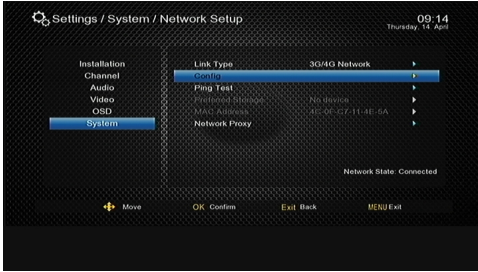 Settings / System / Network Setup
09:14
Thursday, 14. April
Installation
Channel
Audio
Video
OSD
System
Link Type 3G/4G Network
Config
Ping Test
Preferred Storage No device
MAC Address 4C-0F-C7-11-4E-5A
Network Proxy
Network State: Connected
Move OK Confirm Exit Back MENU Exit